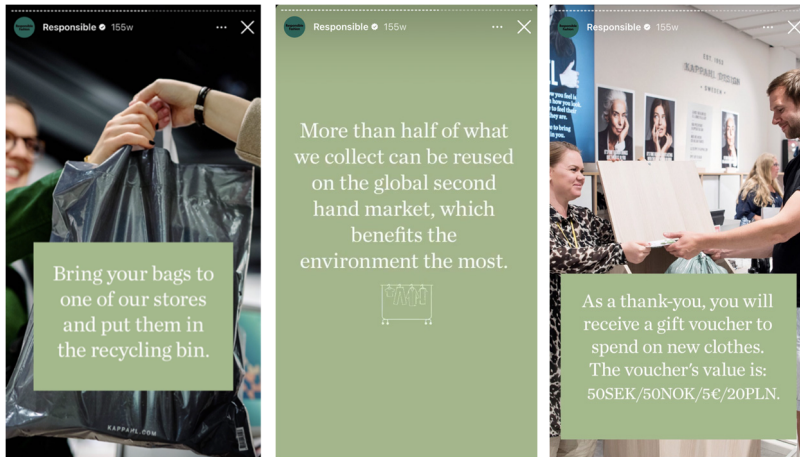 Responsible
155w
Bring your bags to
one of our stores
and put them in
the recycling bin.
KAPPAHL.COM
Responsible
155w
More than half of what
we collect can be reused
on the global second
hand market, which
benefits the
environment the most.
Responsible
155w
EST. 1953
KAPPAHL DESIGN
SWEDEN
As a thank-you, you will
receive a gift voucher to
spend on new clothes.
The voucher's value is:
50SEK/50NOK/5€/20PLN.